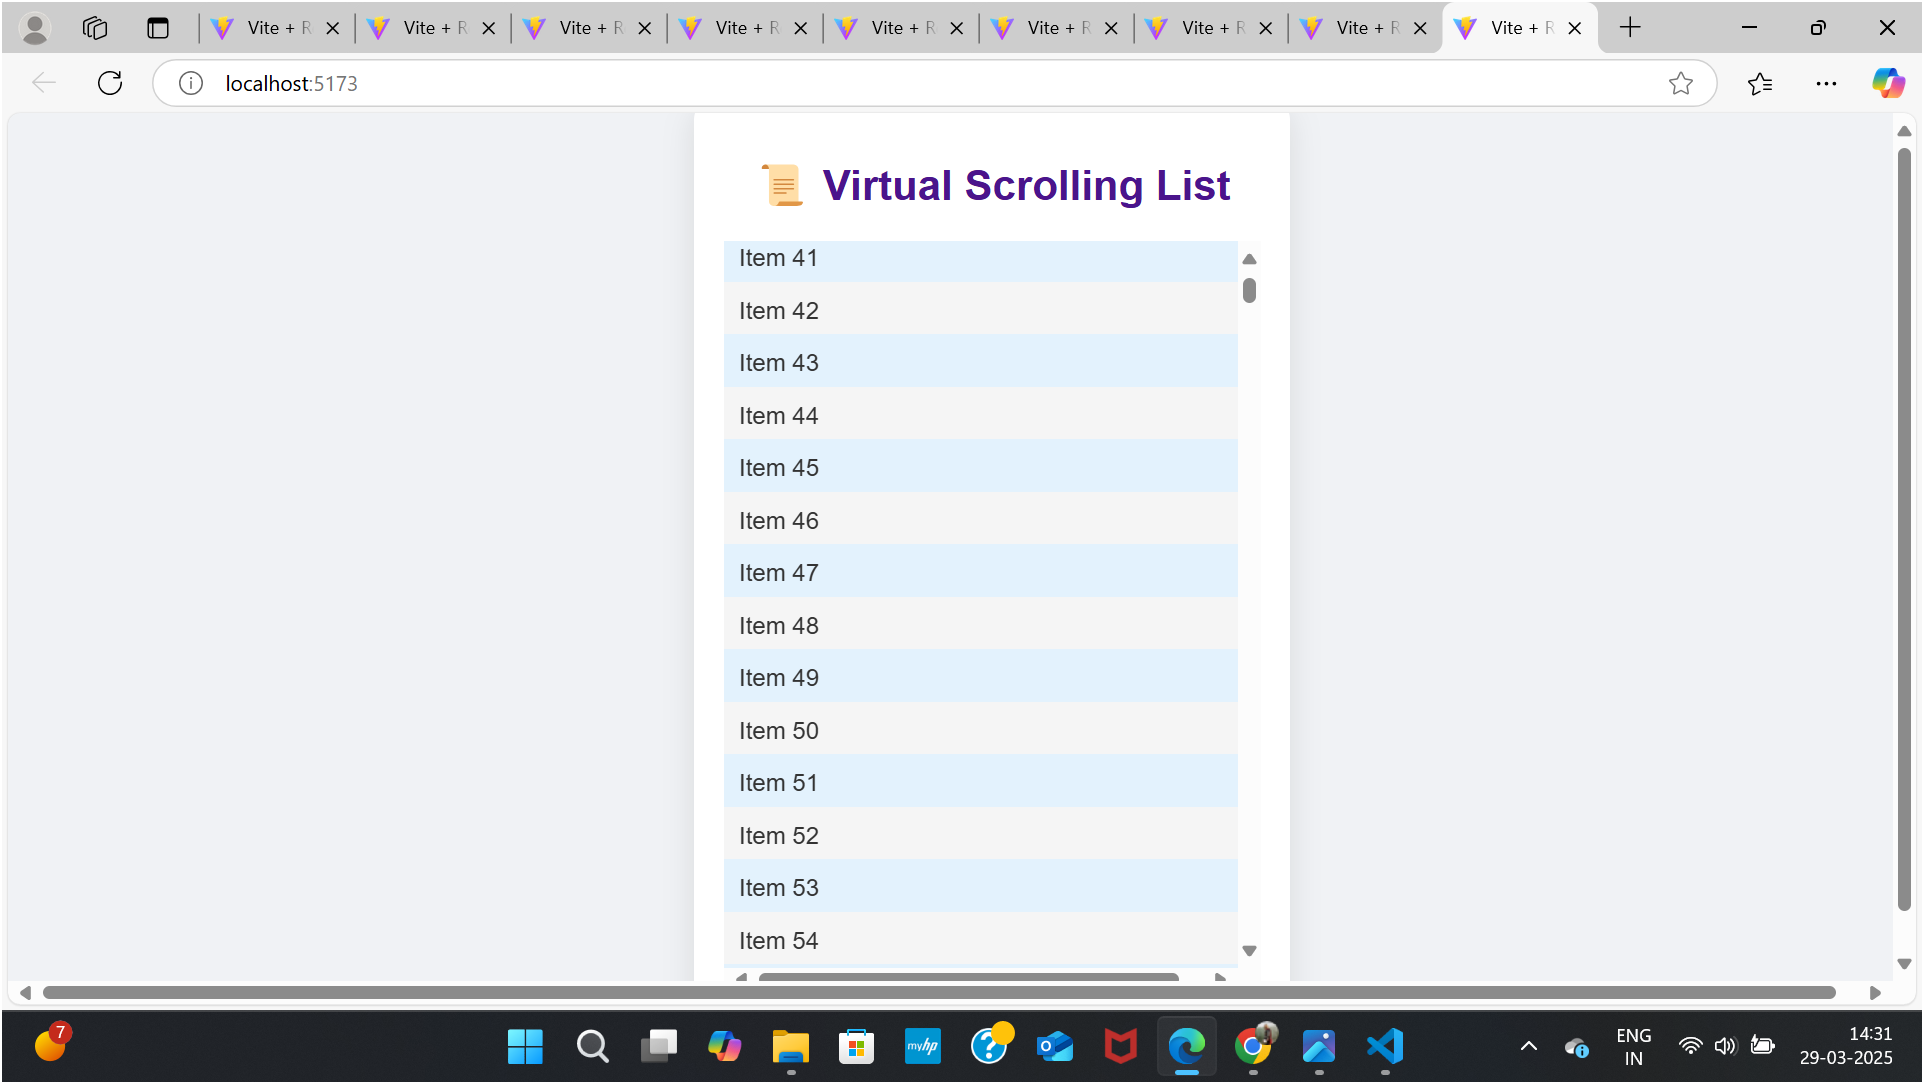 Vite + R Vite + R Vite + R Vite + R Vite + R Vite + R Vite + R Vite + R Vite + R
localhost:5173
Virtual Scrolling List
Item 41
Item 42
Item 43
Item 44
Item 45
Item 46
Item 47
Item 48
Item 49
Item 50
Item 51
Item 52
Item 53
Item 54
7
myhp
ENG
IN
14:31
29-03-2025